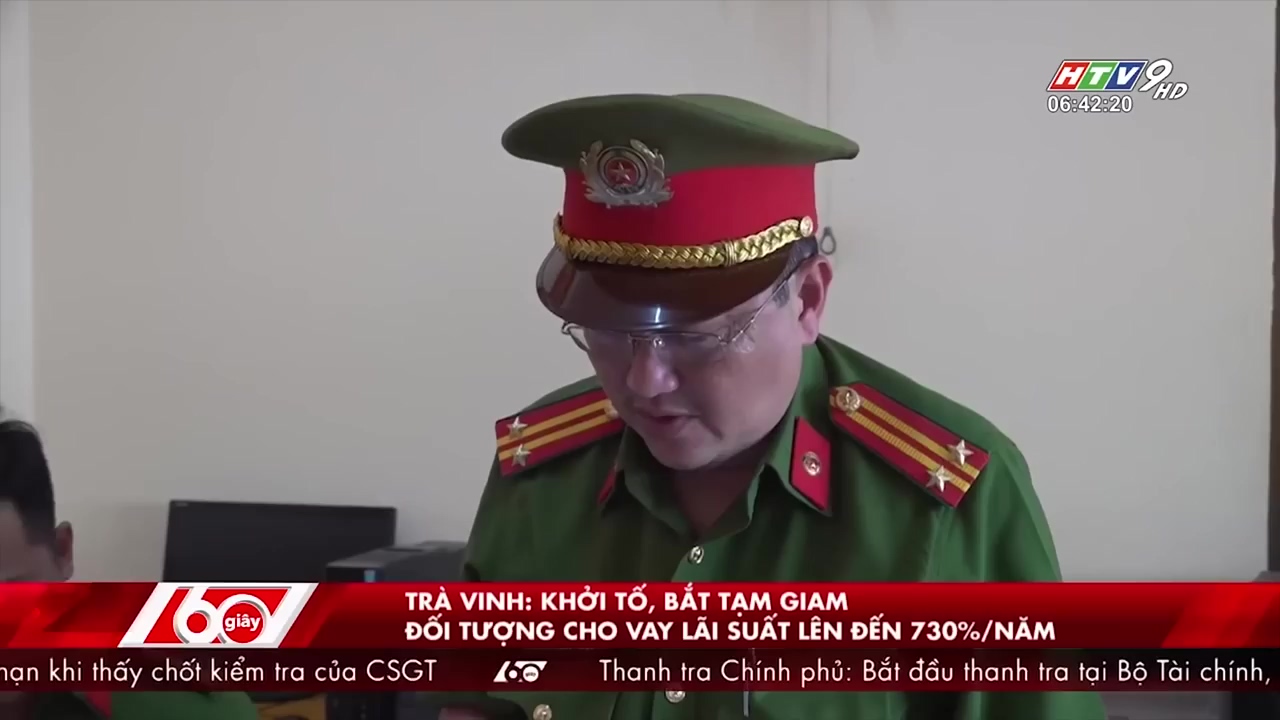 HTV9 HD
06:42:20
60 giây
TRÀ VINH: KHỞI TỐ, BẮT TẠM GIAM
ĐỐI TƯỢNG CHO VAY LÃI SUẤT LÊN ĐẾN 730%/NĂM
khi thấy chốt kiểm tra của CSGT 60 giây Thanh tra Chính phủ: Bắt đầu thanh tra tại Bộ Tài chính,